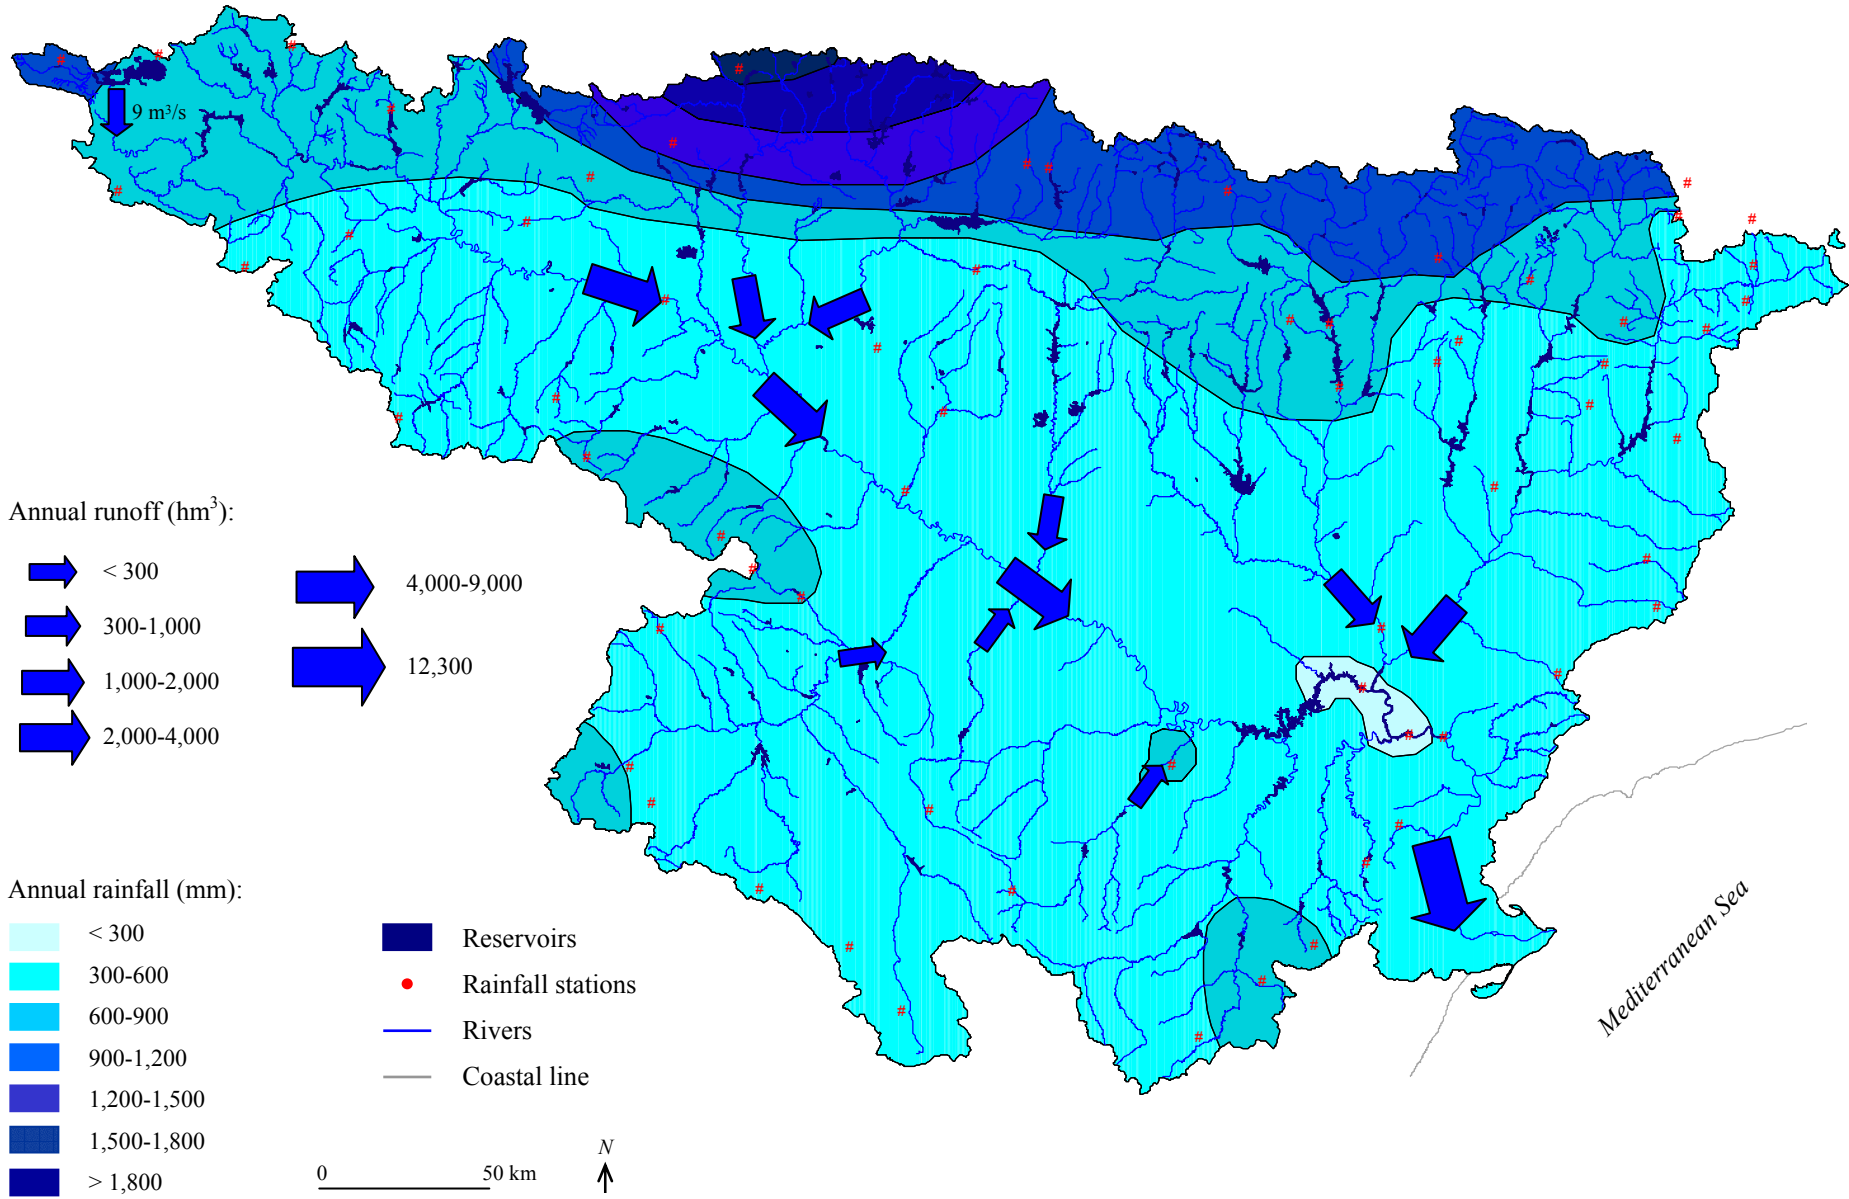 9 m³/s
Annual runoff (hm³):
< 300
300-1,000
1,000-2,000
2,000-4,000
4,000-9,000
12,300
Annual rainfall (mm):
< 300
300-600
600-900
900-1,200
1,200-1,500
1,500-1,800
> 1,800
Reservoirs
Rainfall stations
Rivers
Coastal line
0 50 km
N
Mediterranean Sea